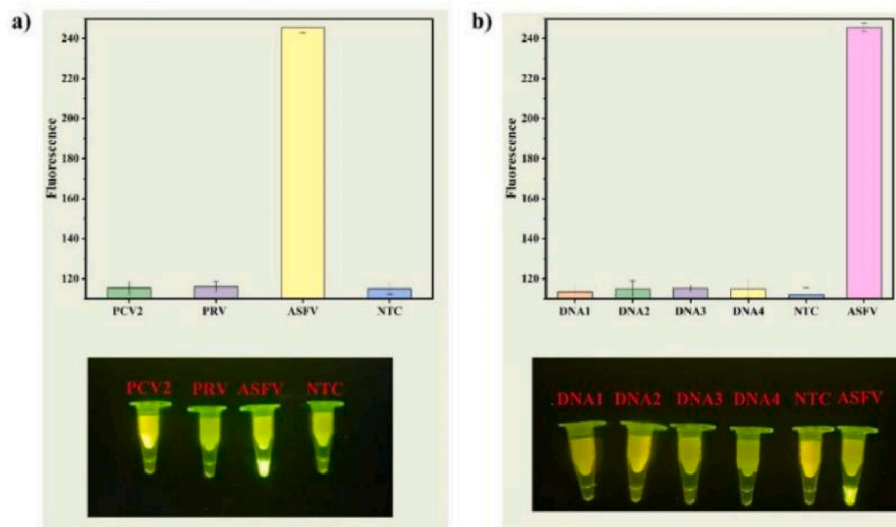 a)
240
220
200
180
160
140
120
Fluorescence
PCV2 PRV ASFV NTC
PCV2 PRV ASFV NTC
b)
240
220
200
180
160
140
120
Fluorescence
DNA1 DNA2 DNA3 DNA4 NTC ASFV
DNA1 DNA2 DNA3 DNA4 NTC ASFV